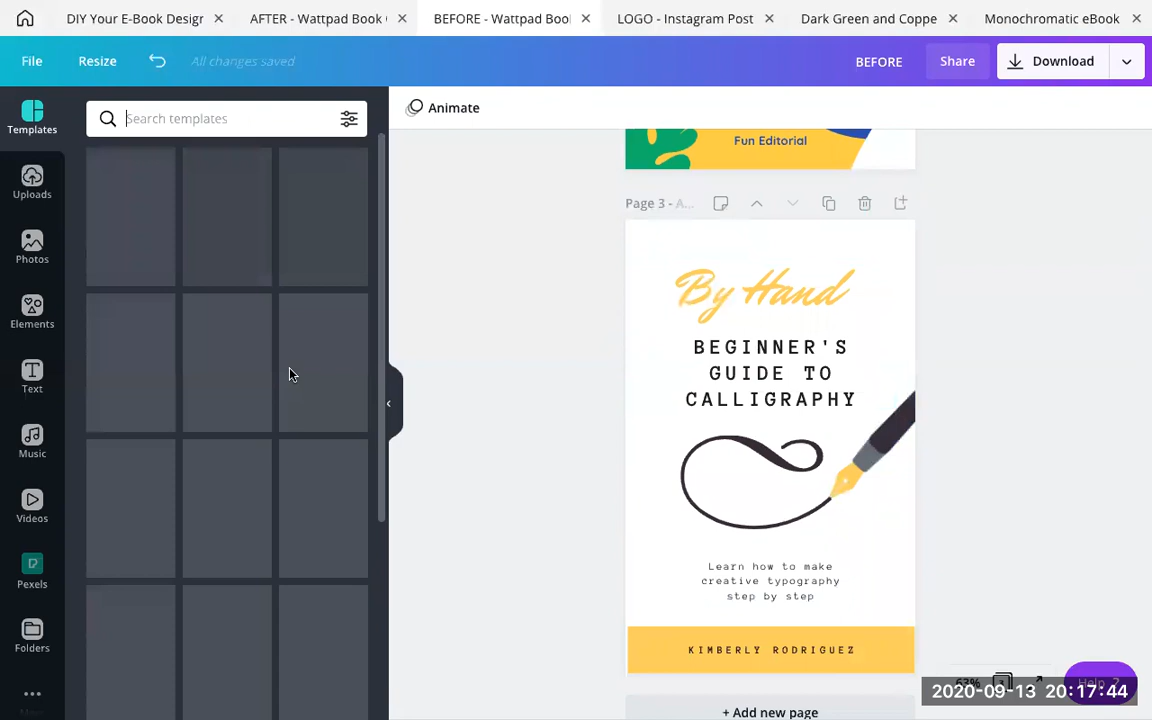 DIY Your E-Book Design
AFTER - Wattpad Book
BEFORE - Wattpad Boo
LOGO - Instagram Post
Dark Green and Coppe
Monochromatic eBook
File
Resize
All changes saved
BEFORE
Share
Download
Templates
Search templates
Animate
Uploads
Photos
Elements
Text
Music
Videos
Pexels
Folders
Fun Editorial
Page 3 - A...
By Hand
BEGINNER'S
GUIDE TO
CALLIGRAPHY
Learn how to make
creative typography
step by step
KIMBERLY RODRIGUEZ
+ Add new page
63%
Help ?
2020-09-13 20:17:44